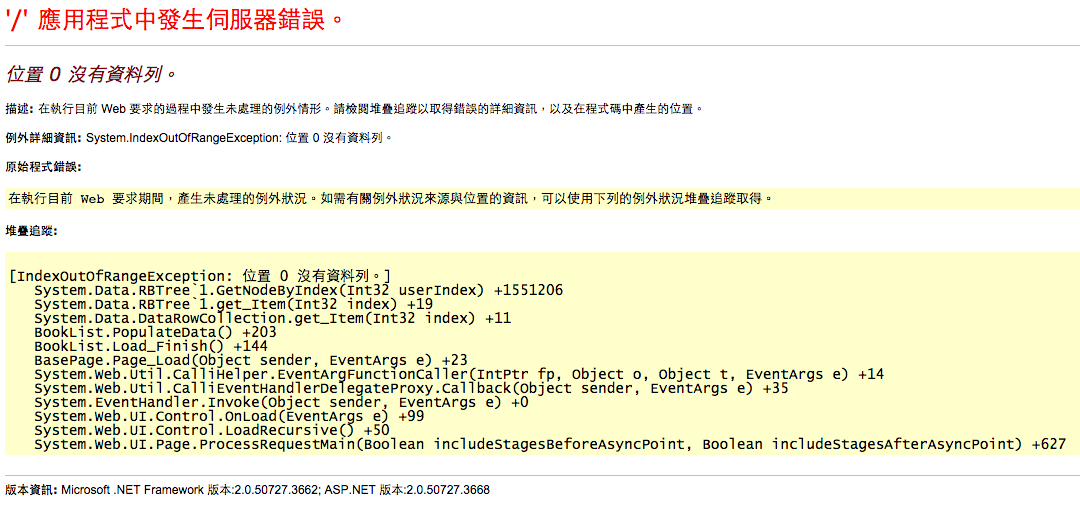 '/' 應用程式中發生伺服器錯誤。
位置 0 沒有資料列。
描述: 在執行目前 Web 要求的過程中發生未處理的例外情形。請檢閱堆疊追蹤以取得錯誤的詳細資訊，以及在程式碼中產生的位置。
例外詳細資訊: System.IndexOutOfRangeException: 位置 0 沒有資料列。
原始程式錯誤:
在執行目前 Web 要求期間，產生未處理的例外狀況。如需有關例外狀況來源與位置的資訊，可以使用下列的例外狀況堆疊追蹤取得。
堆疊追蹤:
[IndexOutOfRangeException: 位置 0 沒有資料列。]
System.Data.RBTree`1.GetNodeByIndex(Int32 userIndex) +1551206
System.Data.RBTree`1.get_Item(Int32 index) +19
System.Data.DataRowCollection.get_Item(Int32 index) +11
BookList.PopulateData() +203
BookList.Load_Finish() +144
BasePage.Page_Load(Object sender, EventArgs e) +23
System.Web.Util.CalliHelper.EventArgFunctionCaller(IntPtr fp, Object o, Object t, EventArgs e) +14
System.Web.Util.CalliEventHandlerDelegateProxy.Callback(Object sender, EventArgs e) +35
System.EventHandler.Invoke(Object sender, EventArgs e) +0
System.Web.UI.Control.OnLoad(EventArgs e) +99
System.Web.UI.Control.LoadRecursive() +50
System.Web.UI.Page.ProcessRequestMain(Boolean includeStagesBeforeAsyncPoint, Boolean includeStagesAfterAsyncPoint) +627
版本資訊: Microsoft .NET Framework 版本:2.0.50727.3662; ASP.NET 版本:2.0.50727.3668